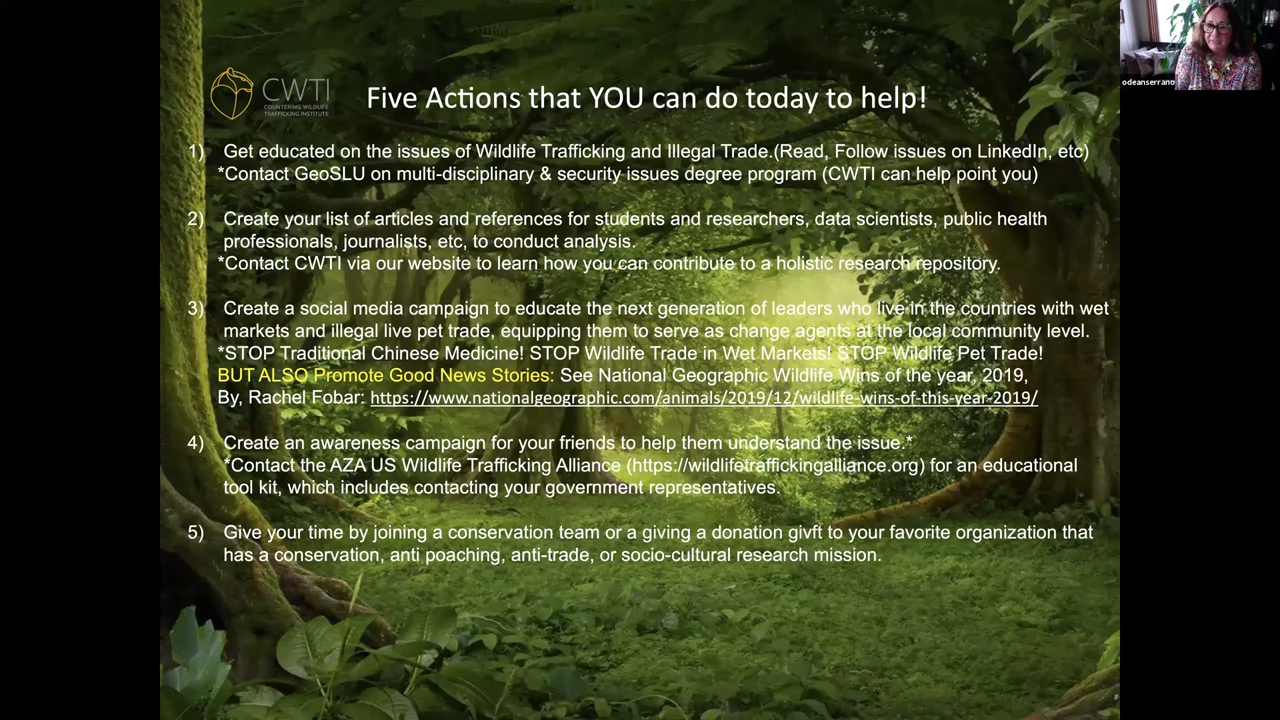 odeanserrano
CWTI
COUNTERING WILDLIFE
TRAFFICKING INSTITUTE
Five Actions that YOU can do today to help!
1) Get educated on the issues of Wildlife Trafficking and Illegal Trade.(Read, Follow issues on LinkedIn, etc)
*Contact GeoSLU on multi-disciplinary & security issues degree program (CWTI can help point you)
2) Create your list of articles and references for students and researchers, data scientists, public health
professionals, journalists, etc, to conduct analysis.
*Contact CWTI via our website to learn how you can contribute to a holistic research repository.
3) Create a social media campaign to educate the next generation of leaders who live in the countries with wet
markets and illegal live pet trade, equipping them to serve as change agents at the local community level.
*STOP Traditional Chinese Medicine! STOP Wildlife Trade in Wet Markets! STOP Wildlife Pet Trade!
BUT ALSO Promote Good News Stories: See National Geographic Wildlife Wins of the year, 2019,
By, Rachel Fobar: https://www.nationalgeographic.com/animals/2019/12/wildlife-wins-of-this-year-2019/
4) Create an awareness campaign for your friends to help them understand the issue.*
*Contact the AZA US Wildlife Trafficking Alliance (https://wildlifetraffickingalliance.org) for an educational
tool kit, which includes contacting your government representatives.
5) Give your time by joining a conservation team or a giving a donation givft to your favorite organization that
has a conservation, anti poaching, anti-trade, or socio-cultural research mission.